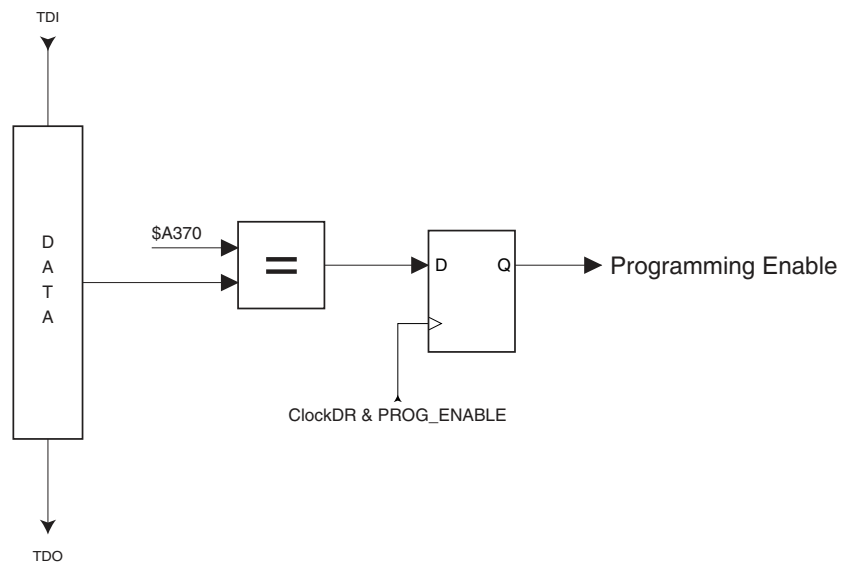 TDI
D
A
T
A
$A370
=
D
Q
Programming Enable
ClockDR & PROG_ENABLE
TDO